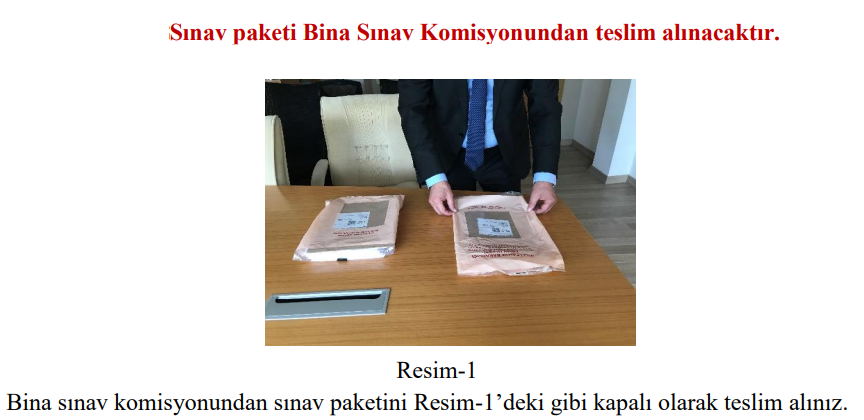 Sınav paketi Bina Sınav Komisyonundan teslim alınacaktır.
Resim-1
Bina sınav komisyonundan sınav paketini Resim-1’deki gibi kapalı olarak teslim alınız.